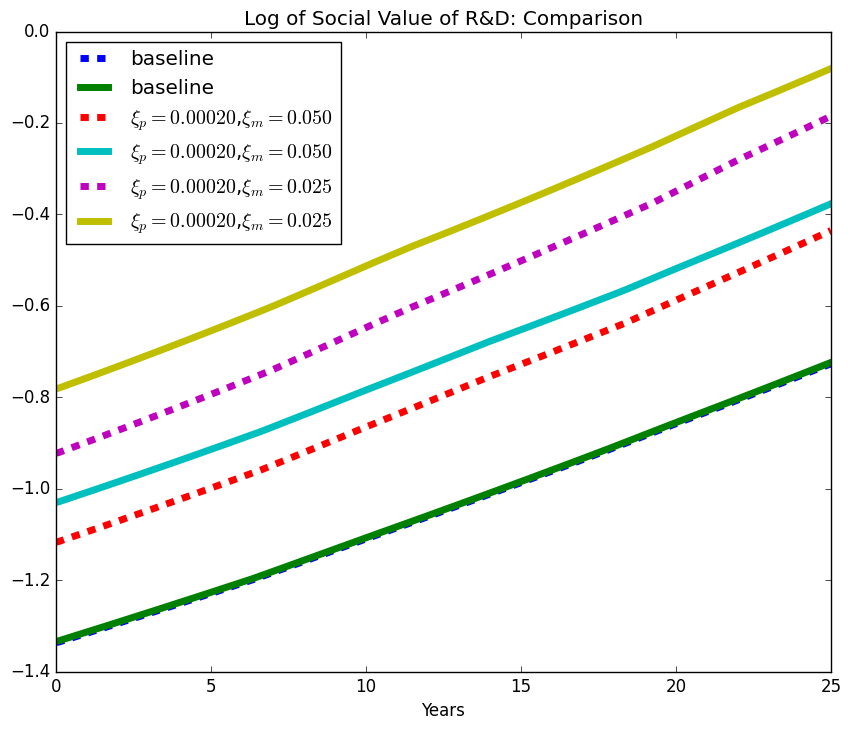 Log of Social Value of R&D: Comparison
0.0
−0.2
−0.4
−0.6
−0.8
−1.0
−1.2
−1.4
baseline
baseline
ξp = 0.00020,ξm = 0.050
ξp = 0.00020,ξm = 0.050
ξp = 0.00020,ξm = 0.025
ξp = 0.00020,ξm = 0.025
0 5 10 15 20 25
Years